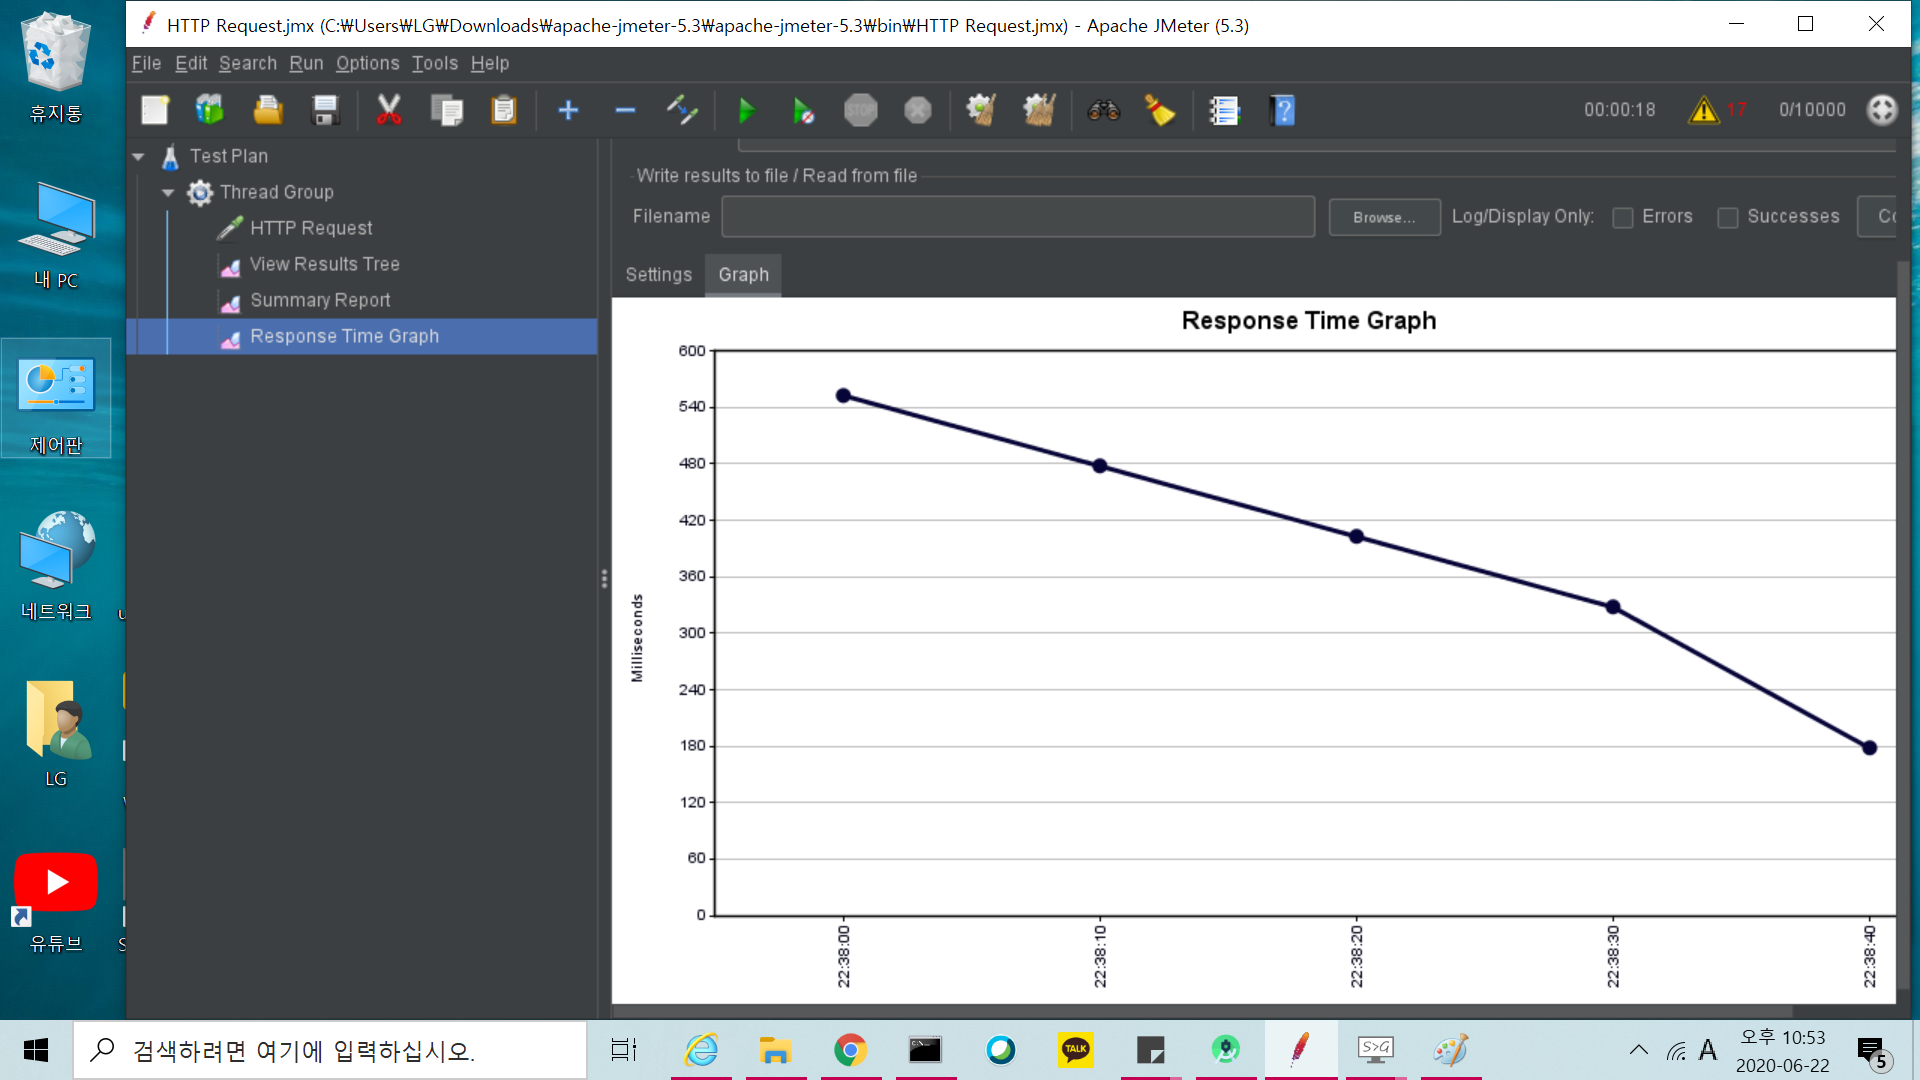 HTTP Request.jmx (C:₩Users₩LG₩Downloads₩apache-jmeter-5.3₩apache-jmeter-5.3₩bin₩HTTP Request.jmx) - Apache JMeter (5.3)
File Edit Search Run Options Tools Help
STOP
00:00:18
17
0/10000
휴지통
내 PC
제어판
네트워크
LG
유튜브
Test Plan
Thread Group
HTTP Request
View Results Tree
Summary Report
Response Time Graph
Write results to file / Read from file
Filename
Browse...
Log/Display Only:
Errors
Successes
Co
Settings
Graph
Response Time Graph
600
540
480
420
360
300
240
180
120
60
0
Milliseconds
22:38:00
22:38:10
22:38:20
22:38:30
22:38:40
검색하려면 여기에 입력하십시오.
TALK
S>G
A
오후 10:53
2020-06-22
5